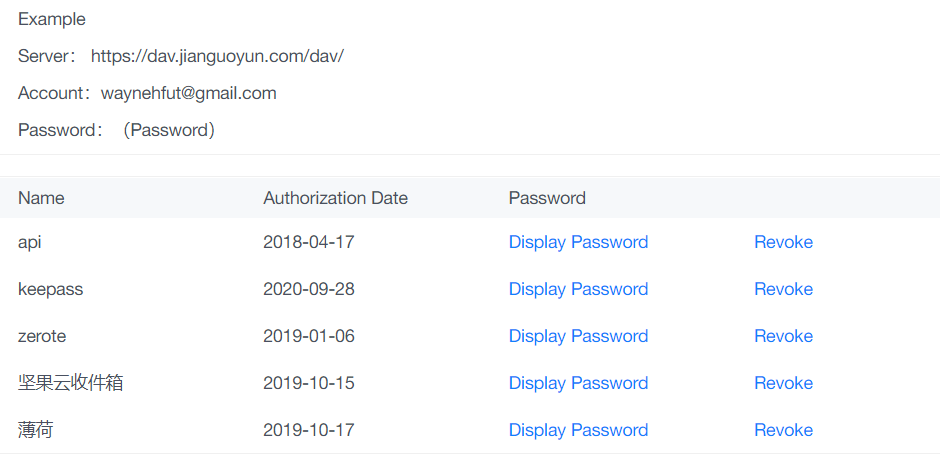 Example
Server： https://dav.jianguoyun.com/dav/
Account：waynehfut@gmail.com
Password：（Password）
Name Authorization Date Password
api 2018-04-17 Display Password Revoke
keepass 2020-09-28 Display Password Revoke
zerote 2019-01-06 Display Password Revoke
坚果云收件箱 2019-10-15 Display Password Revoke
薄荷 2019-10-17 Display Password Revoke